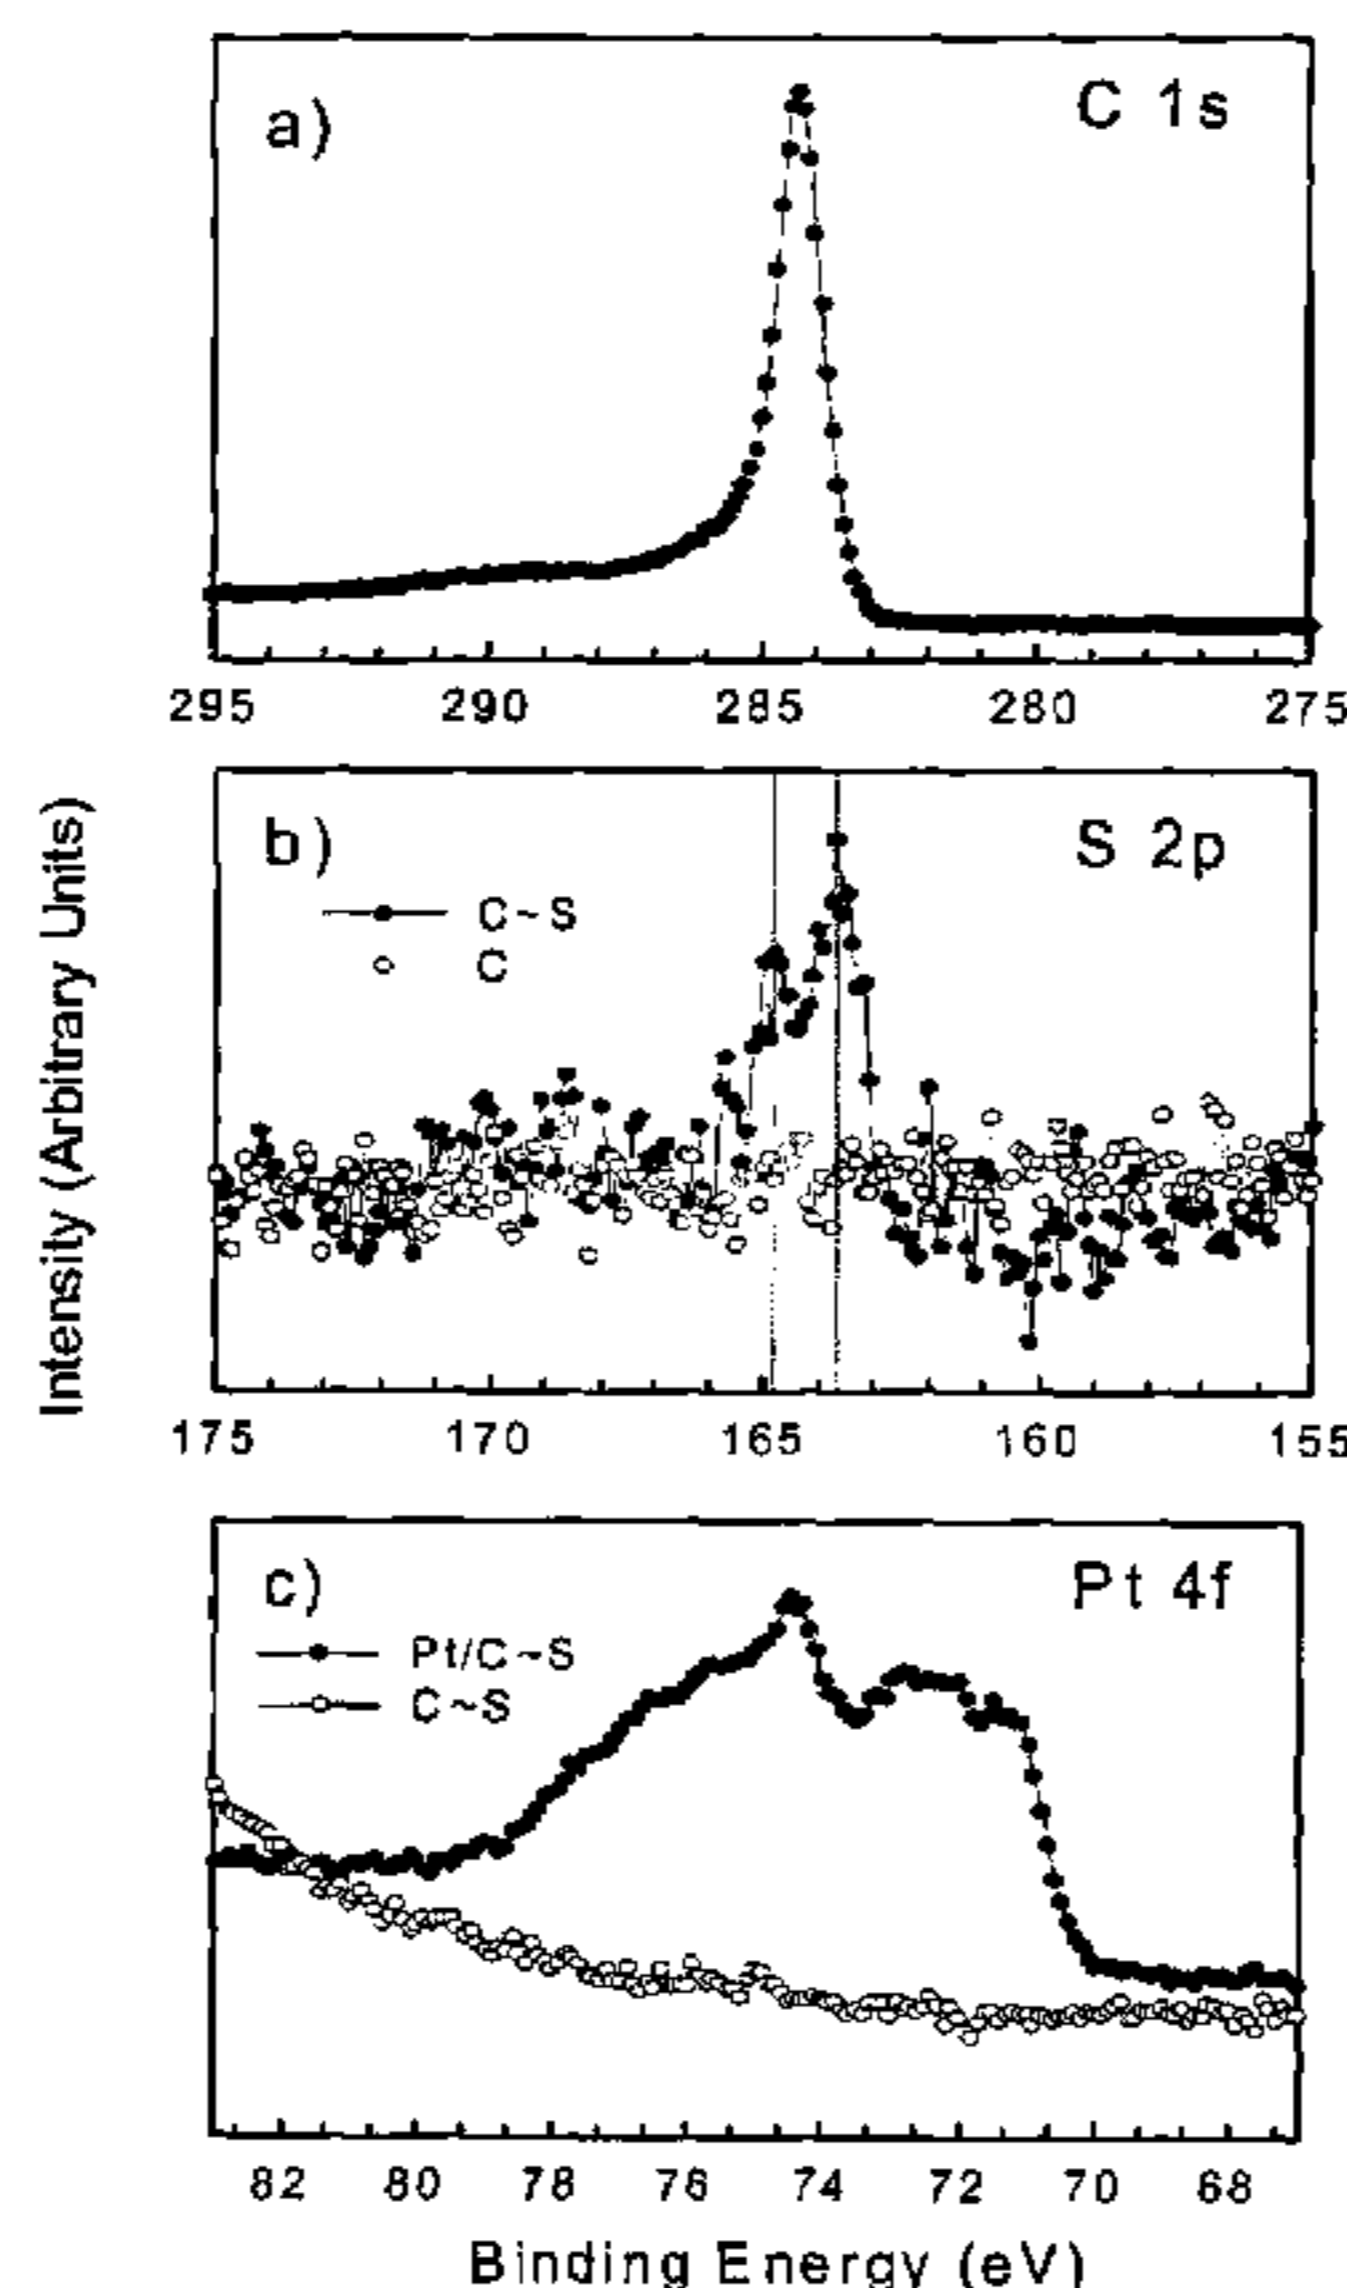 a) C 1s
295 290 285 280 275
b) S 2p
C~S
C
175 170 165 160 155
Intensity (Arbitrary Units)
c) Pt 4f
Pt/C~S
C~S
82 80 78 76 74 72 70 68
Binding Energy (eV)